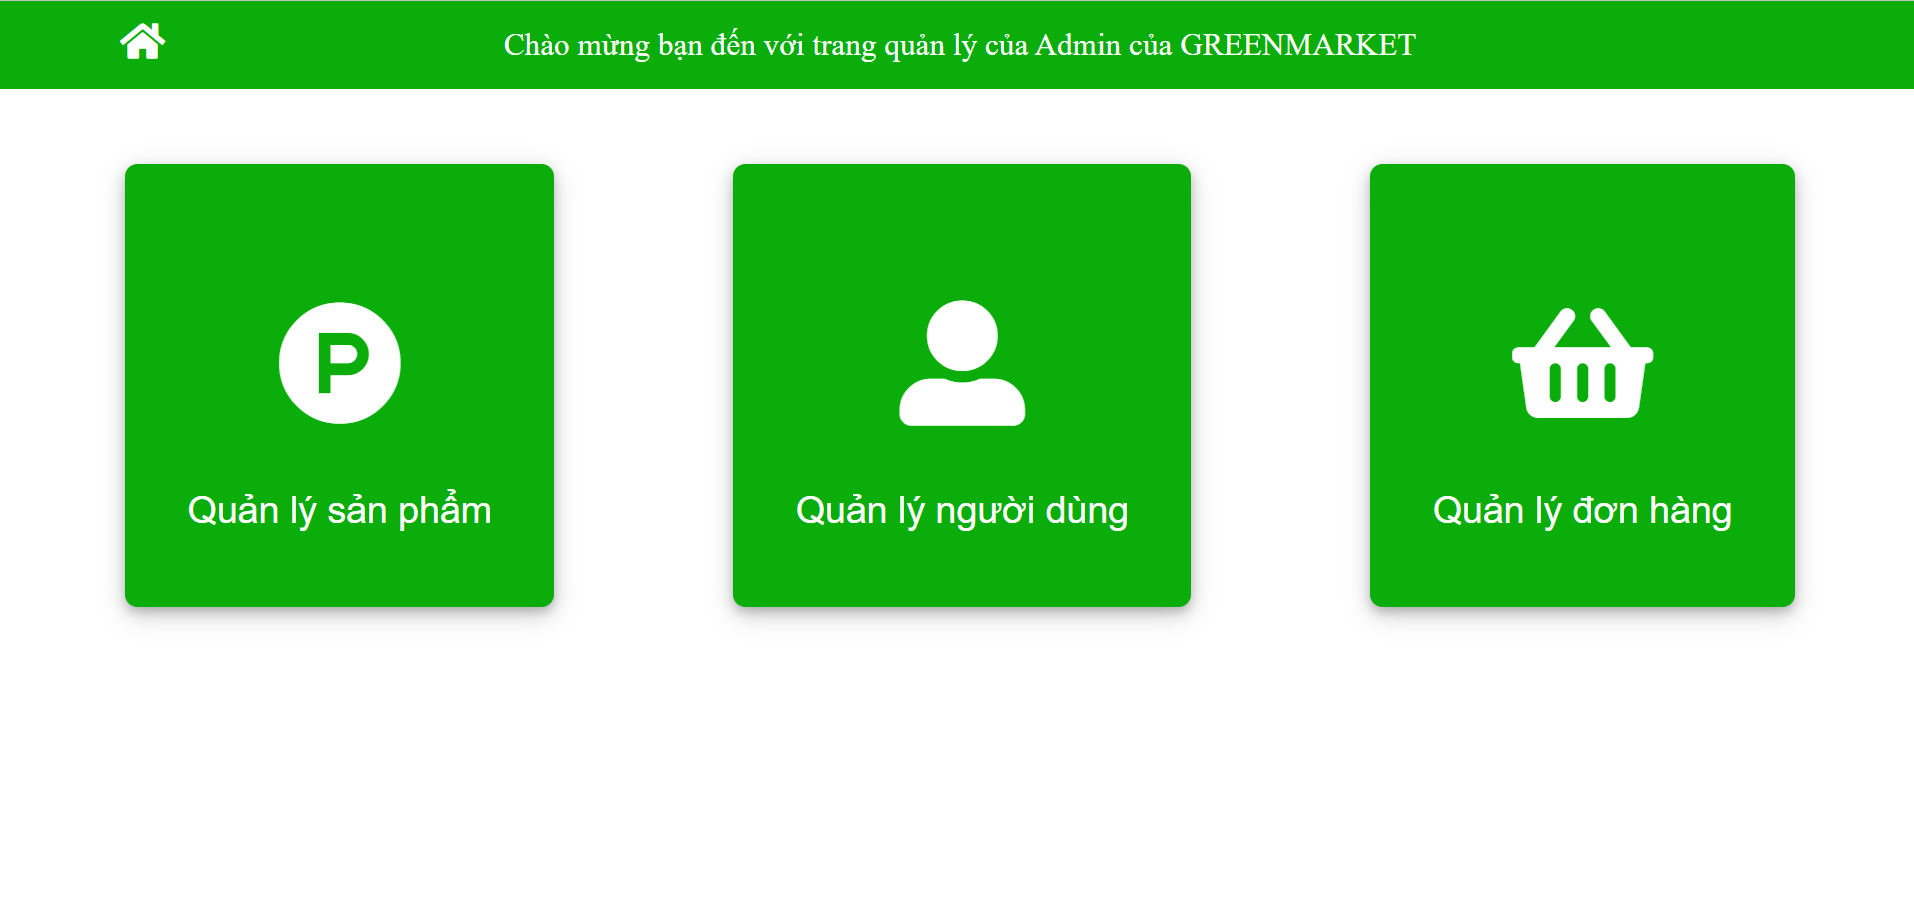 Chào mừng bạn đến với trang quản lý của Admin của GREENMARKET
P
Quản lý sản phẩm
Quản lý người dùng
Quản lý đơn hàng